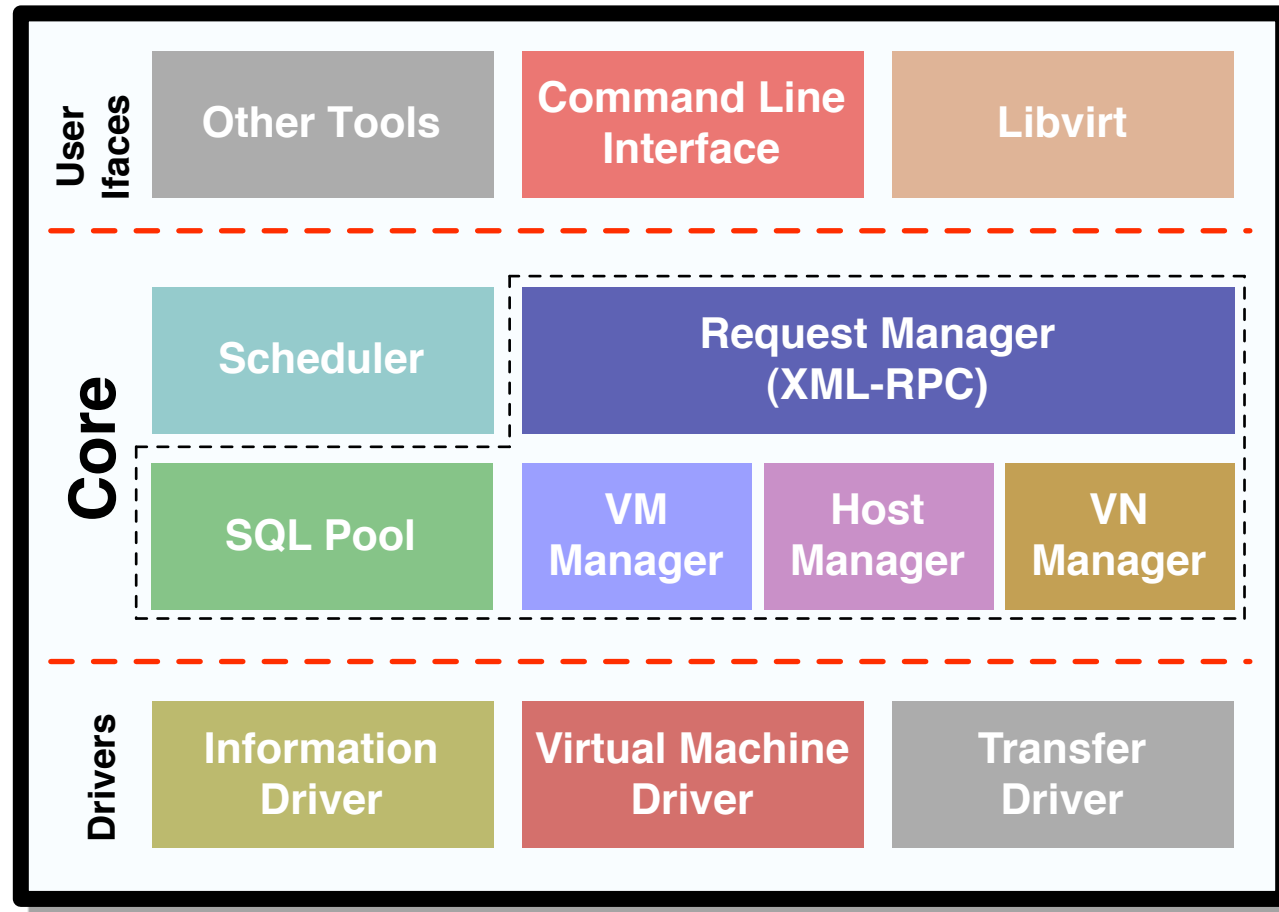 User
Ifaces
Other Tools
Command Line
Interface
Libvirt
Core
Scheduler
Request Manager
(XML-RPC)
SQL Pool
VM
Manager
Host
Manager
VN
Manager
Drivers
Information
Driver
Virtual Machine
Driver
Transfer
Driver